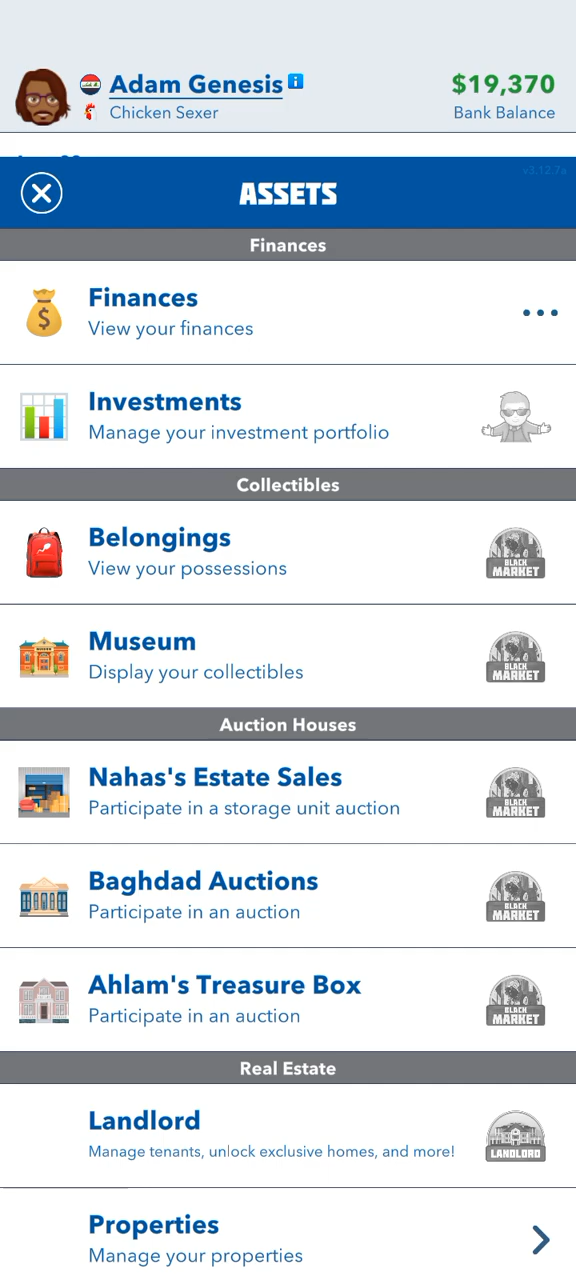 Adam Genesis
$19,370
Chicken Sexer
Bank Balance
v3.12.7a
ASSETS
Finances
Finances
View your finances
Investments
Manage your investment portfolio
Collectibles
Belongings
View your possessions
BLACK
MARKET
Museum
Display your collectibles
BLACK
MARKET
Auction Houses
Nahas's Estate Sales
Participate in a storage unit auction
BLACK
MARKET
Baghdad Auctions
Participate in an auction
BLACK
MARKET
Ahlam's Treasure Box
Participate in an auction
BLACK
MARKET
Real Estate
Landlord
Manage tenants, unlock exclusive homes, and more!
LANDLORD
Properties
Manage your properties